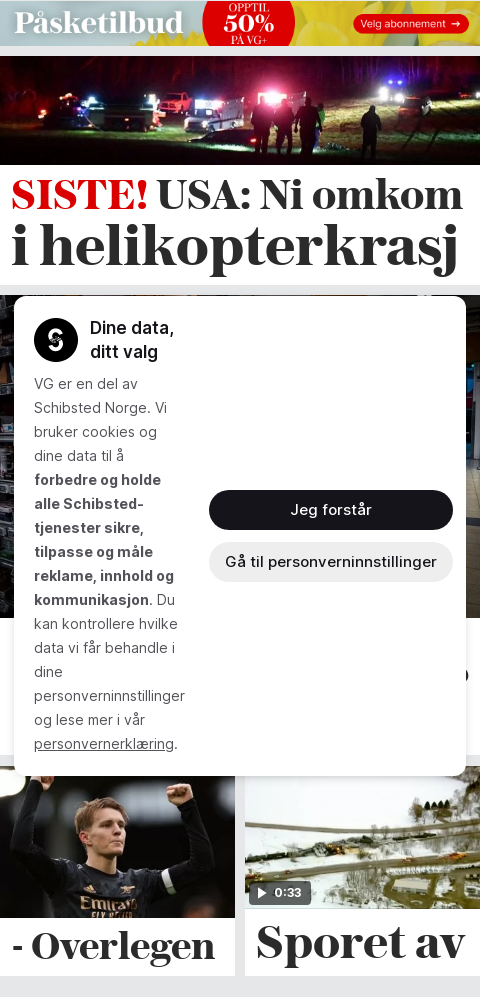 Påsketilbud
OPPTIL
50%
PÅ VG+
Velg abonnement →
SISTE! USA: Ni omkom
i helikopterkrasj
Dine data,
ditt valg
VG er en del av
Schibsted Norge. Vi
bruker cookies og
dine data til å
forbedre og holde
alle Schibsted-
tjenester sikre,
tilpasse og måle
reklame, innhold og
kommunikasjon. Du
kan kontrollere hvilke
data vi får behandle i
dine
personverninnstillinger
og lese mer i vår
personvernerklæring.
Jeg forstår
Gå til personverninnstillinger
Emirates
0:33
- Overlegen
Sporet av